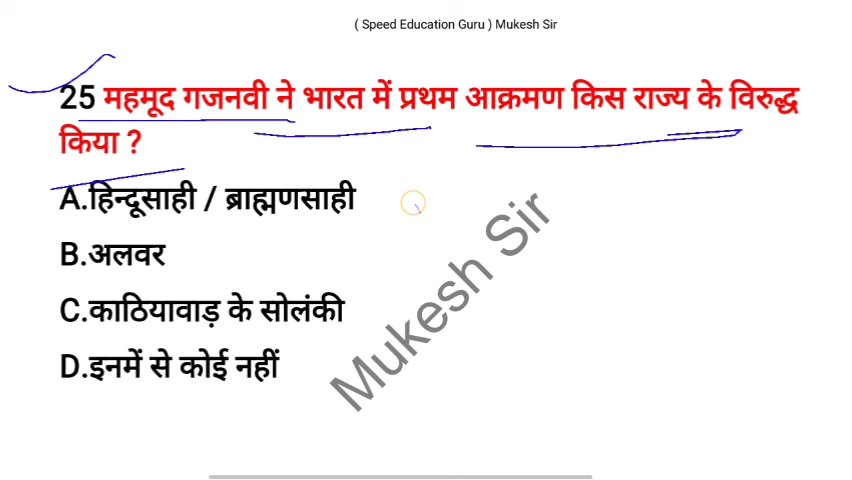 ( Speed Education Guru ) Mukesh Sir
25 महमूद गजनवी ने भारत में प्रथम आक्रमण किस राज्य के विरुद्ध
किया ?
A.हिन्दूसाही / ब्राह्मणसाही
B.अलवर
C.काठियावाड़ के सोलंकी
D.इनमें से कोई नहीं
Mukesh Sir